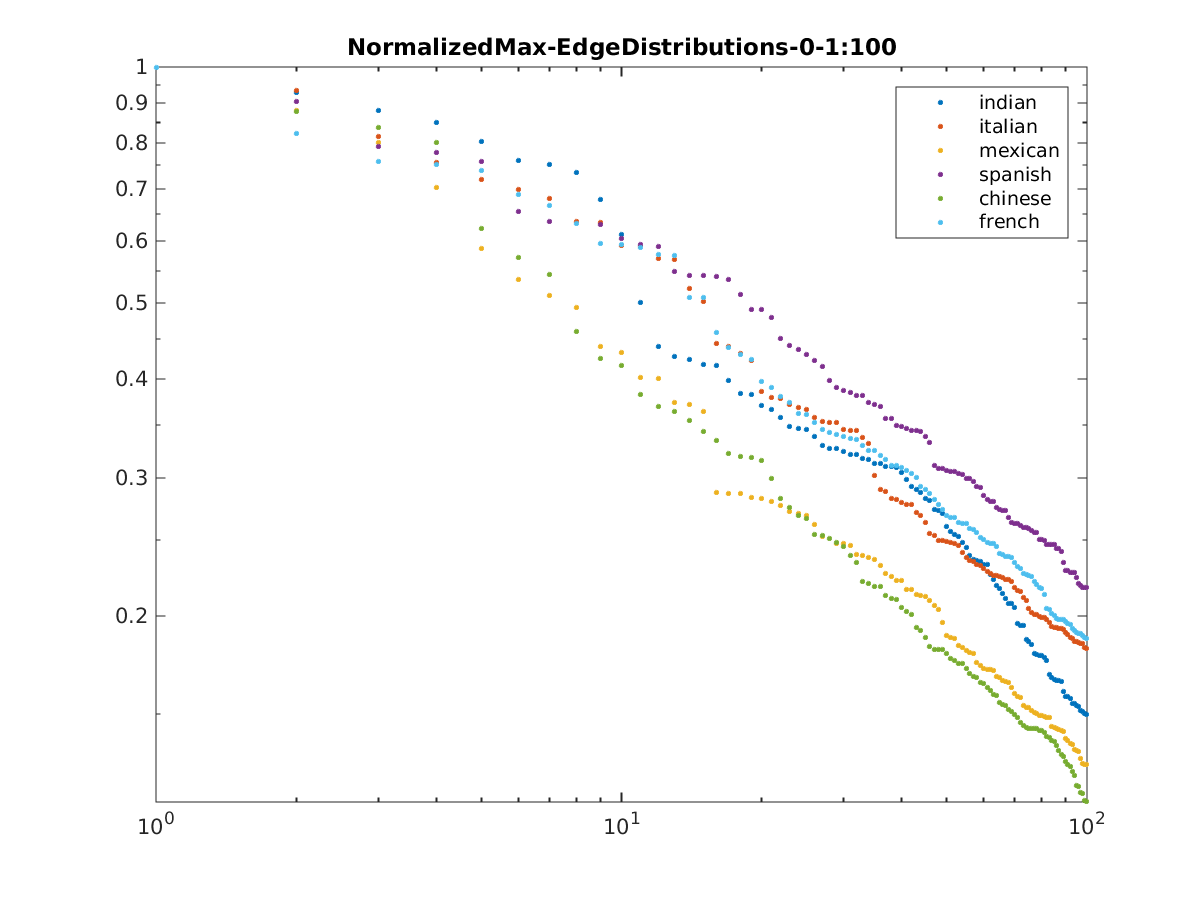 NormalizedMax-EdgeDistributions-0-1:100
1
0.9
0.8
0.7
0.6
0.5
0.4
0.3
0.2
indian
italian
mexican
spanish
chinese
french
10^0
10^1
10^2